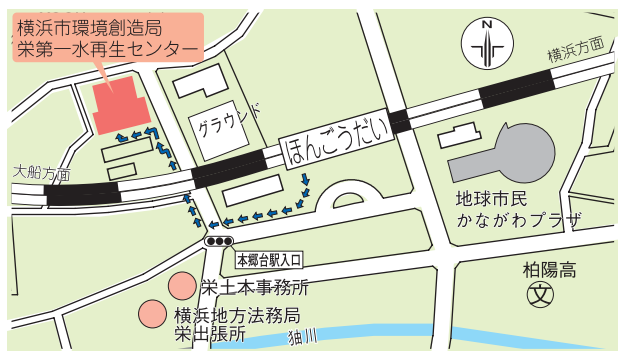 横浜市環境創造局
栄第一水再生センター
N
横浜方面
グラウンド
ほんごうだい
大船方面
地球市民
かながわプラザ
本郷台駅入口
柏陽高
文
栄土木事務所
横浜地方法務局
栄出張所
㹨川